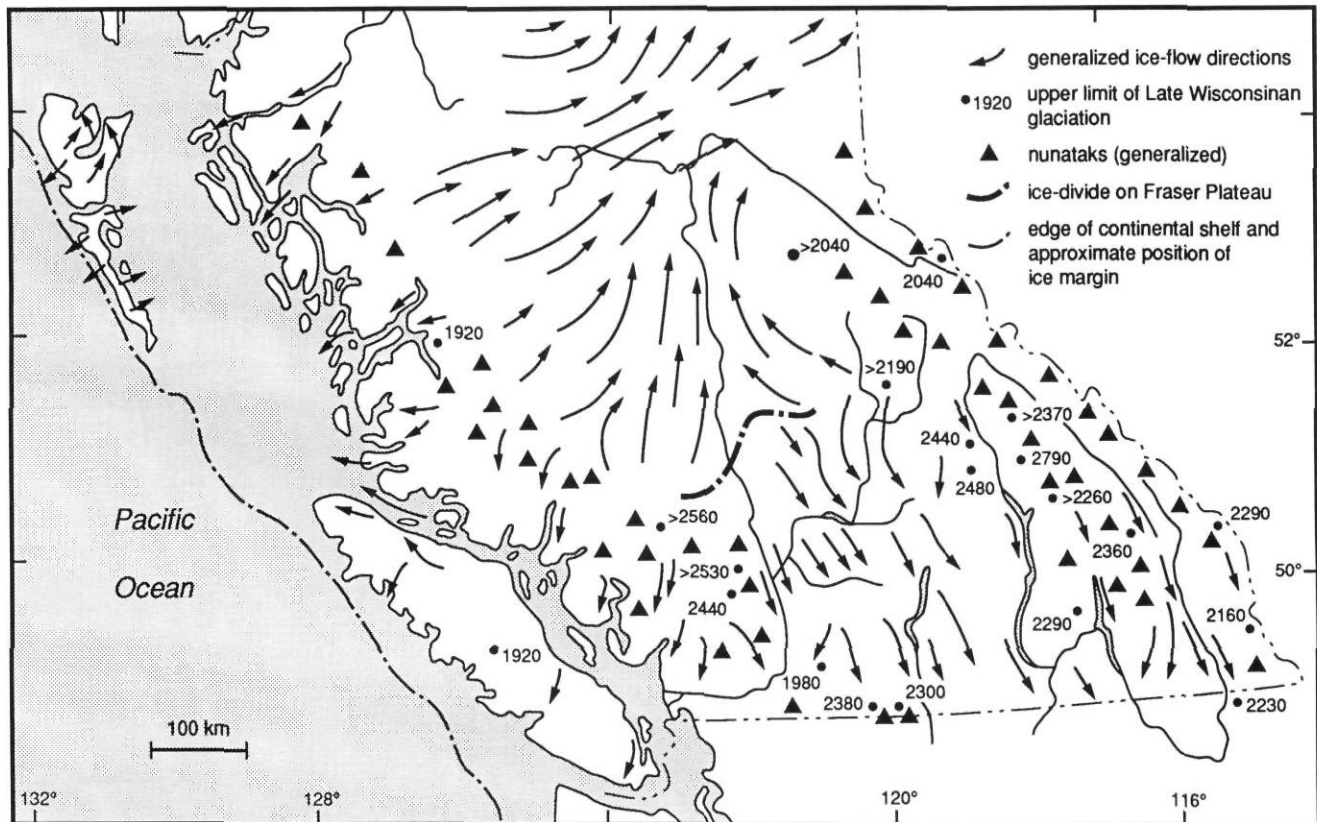 generalized ice-flow directions
1920 upper limit of Late Wisconsinan
glaciation
nunataks (generalized)
ice-divide on Fraser Plateau
edge of continental shelf and
approximate position of
ice margin
>2040
2040
1920
52°
>2190
>2370
2440
2790
2480
>2260
>2560
2290
2360
>2530
50°
2440
2290
2160
1920
1980
2380
2300
2230
Pacific
Ocean
100 km
132°
128°
120°
116°